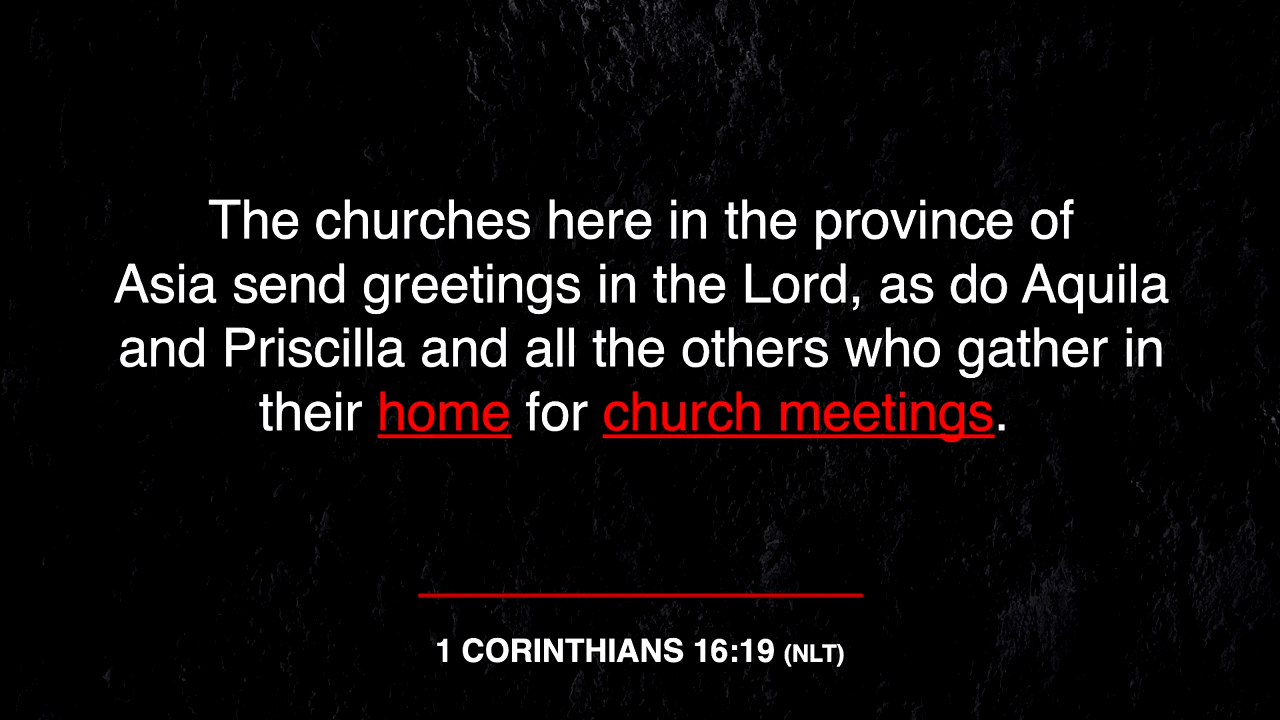 The churches here in the province of
Asia send greetings in the Lord, as do Aquila
and Priscilla and all the others who gather in
their home for church meetings.
1 CORINTHIANS 16:19 (NLT)